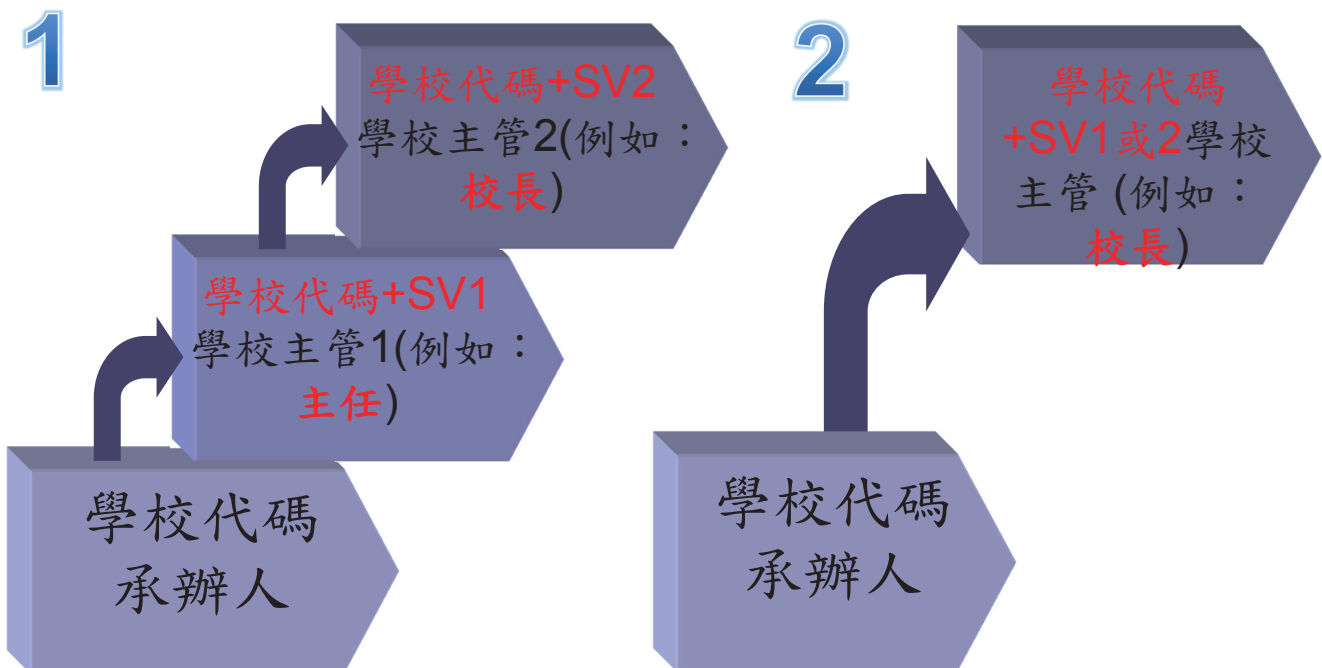 1
學校代碼+SV2
學校主管2(例如：
校長)
學校代碼+SV1
學校主管1(例如：
主任)
學校代碼
承辦人
2
學校代碼
+SV1或2學校
主管 (例如：
校長)
學校代碼
承辦人